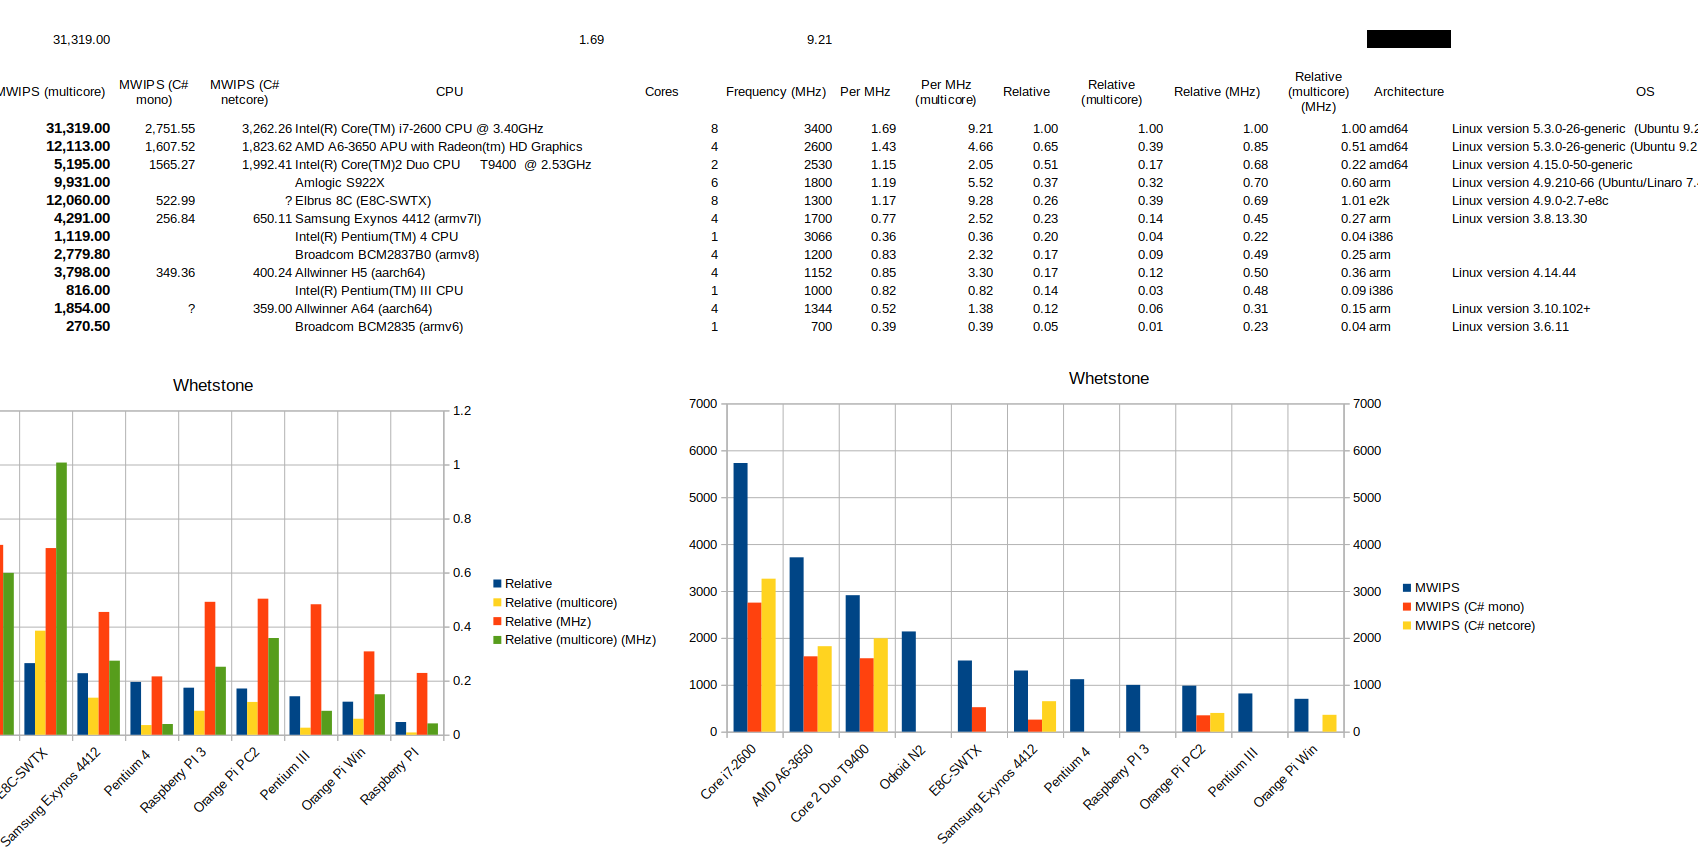 31,319.00 1.69 9.21
MWIPS (multicore) MWIPS (C# mono) MWIPS (C# netcore) CPU Cores Frequency (MHz) Per MHz Per MHz (multicore) Relative Relative (multicore) Relative (MHz) Relative (multicore) (MHz) Architecture OS
31,319.00 2,751.55 3,262.26 Intel(R) Core(TM) i7-2600 CPU @ 3.40GHz 8 3400 1.69 9.21 1.00 1.00 1.00 1.00 amd64 Linux version 5.3.0-26-generic (Ubuntu 9.2
12,113.00 1,607.52 1,823.62 AMD A6-3650 APU with Radeon(tm) HD Graphics 4 2600 1.43 4.66 0.65 0.39 0.85 0.51 amd64 Linux version 5.3.0-26-generic (Ubuntu 9.2
5,195.00 1565.27 1,992.41 Intel(R) Core(TM)2 Duo CPU T9400 @ 2.53GHz 2 2530 1.15 2.05 0.51 0.17 0.68 0.22 amd64 Linux version 4.15.0-50-generic
9,931.00 Amlogic S922X 6 1800 1.19 5.52 0.37 0.32 0.70 0.60 arm Linux version 4.9.210-66 (Ubuntu/Linaro 7.
12,060.00 522.99 ? Elbrus 8C (E8C-SWTX) 8 1300 1.17 9.28 0.26 0.39 0.69 1.01 e2k Linux version 4.9.0-2.7-e8c
4,291.00 256.84 650.11 Samsung Exynos 4412 (armv7l) 4 1700 0.77 2.52 0.23 0.14 0.45 0.27 arm Linux version 3.8.13.30
1,119.00 Intel(R) Pentium(TM) 4 CPU 1 3066 0.36 0.36 0.20 0.04 0.22 0.04 i386
2,779.80 Broadcom BCM2837B0 (armv8) 4 1200 0.83 2.32 0.17 0.09 0.49 0.25 arm
3,798.00 349.36 400.24 Allwinner H5 (aarch64) 4 1152 0.85 3.30 0.17 0.12 0.50 0.36 arm Linux version 4.14.44
816.00 Intel(R) Pentium(TM) III CPU 1 1000 0.82 0.82 0.14 0.03 0.48 0.09 i386
1,854.00 ? 359.00 Allwinner A64 (aarch64) 4 1344 0.52 1.38 0.12 0.06 0.31 0.15 arm Linux version 3.10.102+
270.50 Broadcom BCM2835 (armv6) 1 700 0.39 0.39 0.05 0.01 0.23 0.04 arm Linux version 3.6.11
Whetstone
1.2
1
0.8
0.6
0.4
0.2
0
E8C-SWTX
Samsung Exynos 4412
Pentium 4
Raspberry PI 3
Orange Pi PC2
Pentium III
Orange Pi Win
Raspberry PI
Relative
Relative (multicore)
Relative (MHz)
Relative (multicore) (MHz)
Whetstone
7000 7000
6000 6000
5000 5000
4000 4000
3000 3000
2000 2000
1000 1000
0 0
Core i7-2600
AMD A6-3650
Core 2 Duo T9400
Odroid N2
E8C-SWTX
Samsung Exynos 4412
Pentium 4
Raspberry PI 3
Orange Pi PC2
Pentium III
Orange Pi Win
MWIPS
MWIPS (C# mono)
MWIPS (C# netcore)